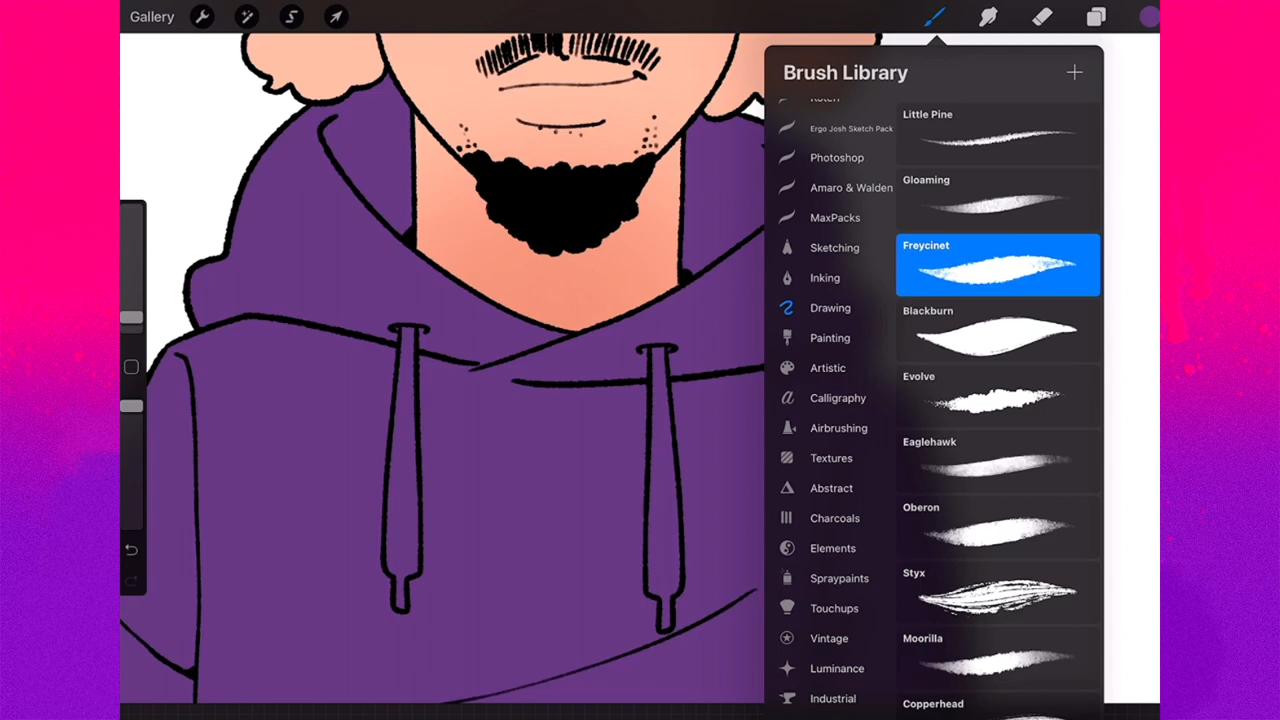 Gallery
Brush Library
Ergo Josh Sketch Pack
Photoshop
Amaro & Walden
MaxPacks
Sketching
Inking
Drawing
Painting
Artistic
Calligraphy
Airbrushing
Textures
Abstract
Charcoals
Elements
Spraypaints
Touchups
Vintage
Luminance
Industrial
Little Pine
Gloaming
Freycinet
Blackburn
Evolve
Eaglehawk
Oberon
Styx
Moorilla
Copperhead